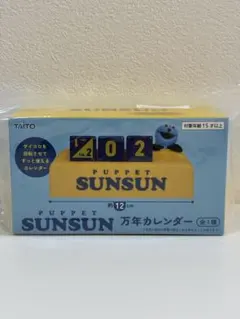 TAITO
対象年齢15才以上
サイコロを
回転させて
ずっと使える
カレンダー
0
2
PUPPET
SUNSUN
約12cm
PUPPET
SUNSUN
万年カレンダー
全1種